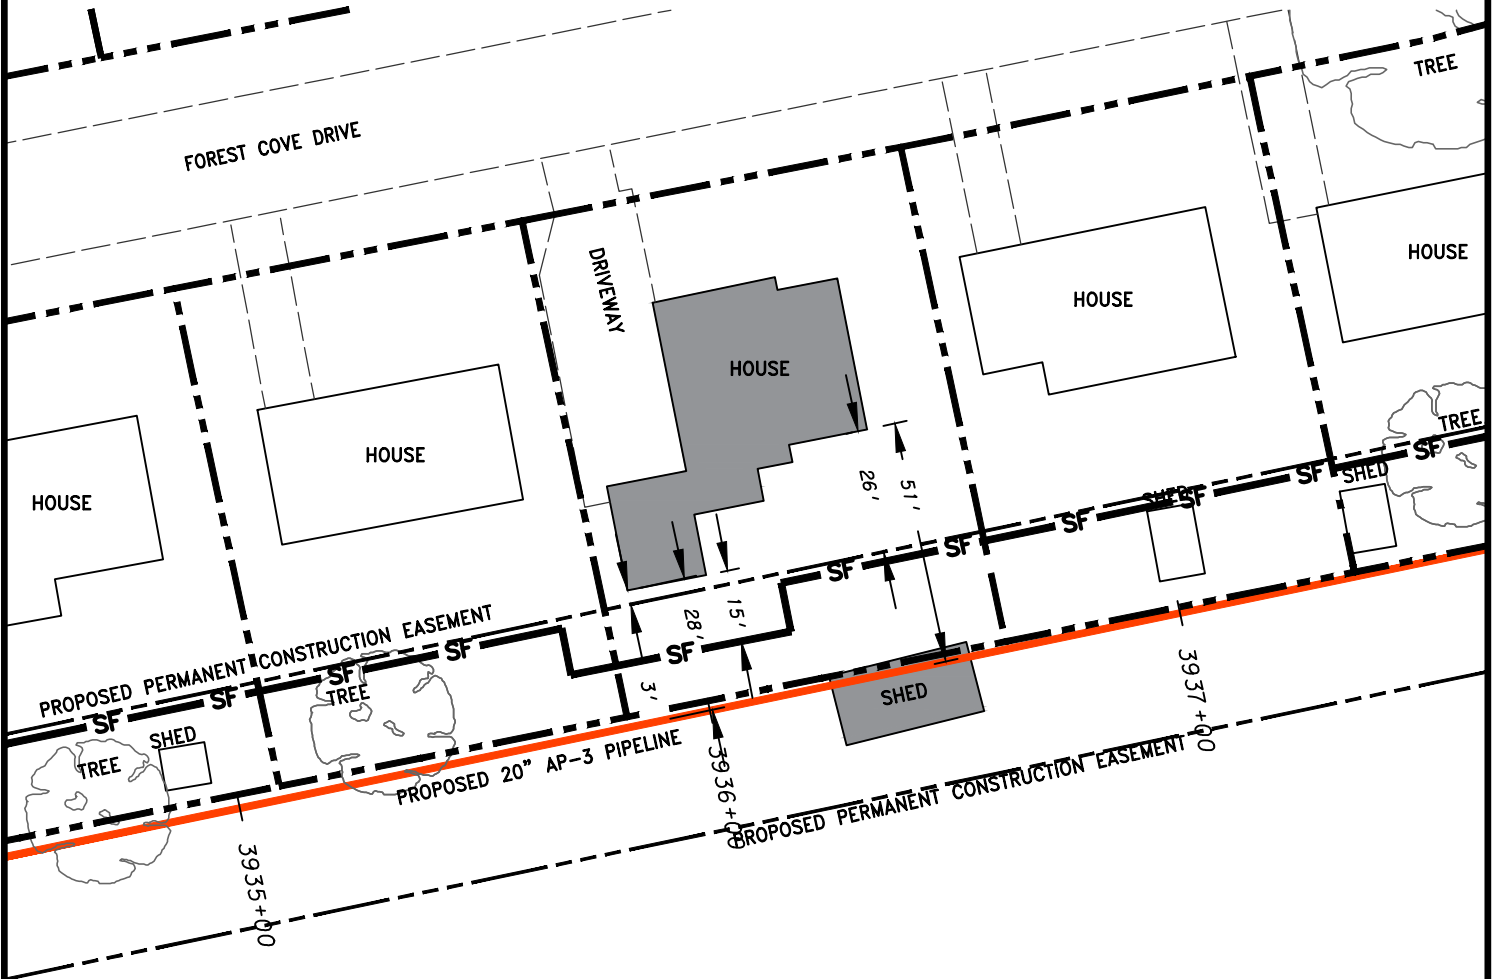 TREE
FOREST COVE DRIVE
DRIVEWAY
HOUSE
HOUSE
HOUSE
HOUSE
HOUSE
TREE
SF
SHED
SF
SHED
SF
SF
26'
51'
SF
SF
15'
28'
SF
3'
PROPOSED PERMANENT CONSTRUCTION EASEMENT
SF
SF
TREE
SF
SF
SHED
TREE
SHED
3937+00
PROPOSED 20" AP-3 PIPELINE
3936+00
PROPOSED PERMANENT CONSTRUCTION EASEMENT
3935+00